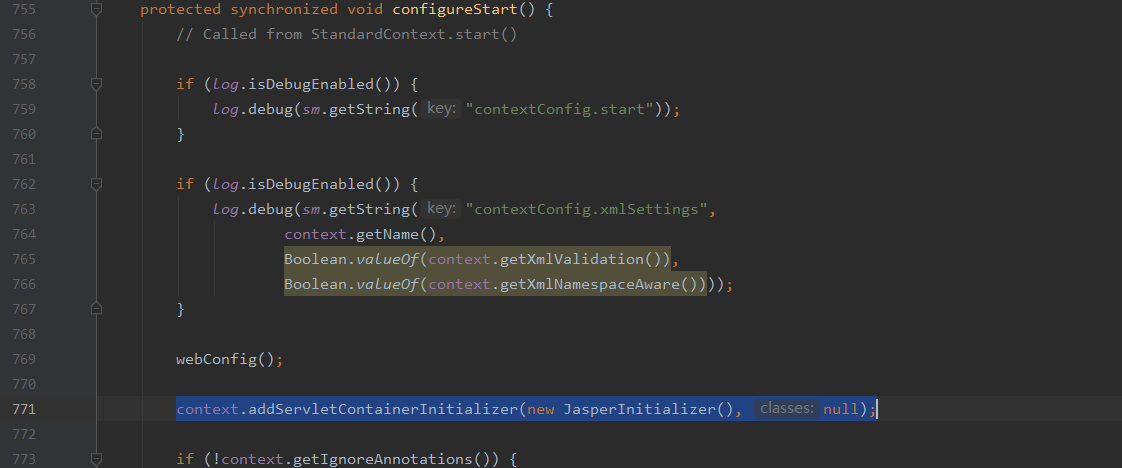 755 protected synchronized void configureStart() {
756 // Called from StandardContext.start()
757
758 if (log.isDebugEnabled()) {
759 log.debug(sm.getString( key: "contextConfig.start"));
760 }
761
762 if (log.isDebugEnabled()) {
763 log.debug(sm.getString( key: "contextConfig.xmlSettings",
764 context.getName(),
765 Boolean.valueOf(context.getXmlValidation()),
766 Boolean.valueOf(context.getXmlNamespaceAware())));
767 }
768
769 webConfig();
770
771 context.addServletContainerInitializer(new JasperInitializer(), classes: null);
772
773 if (!context.getIgnoreAnnotations()) {